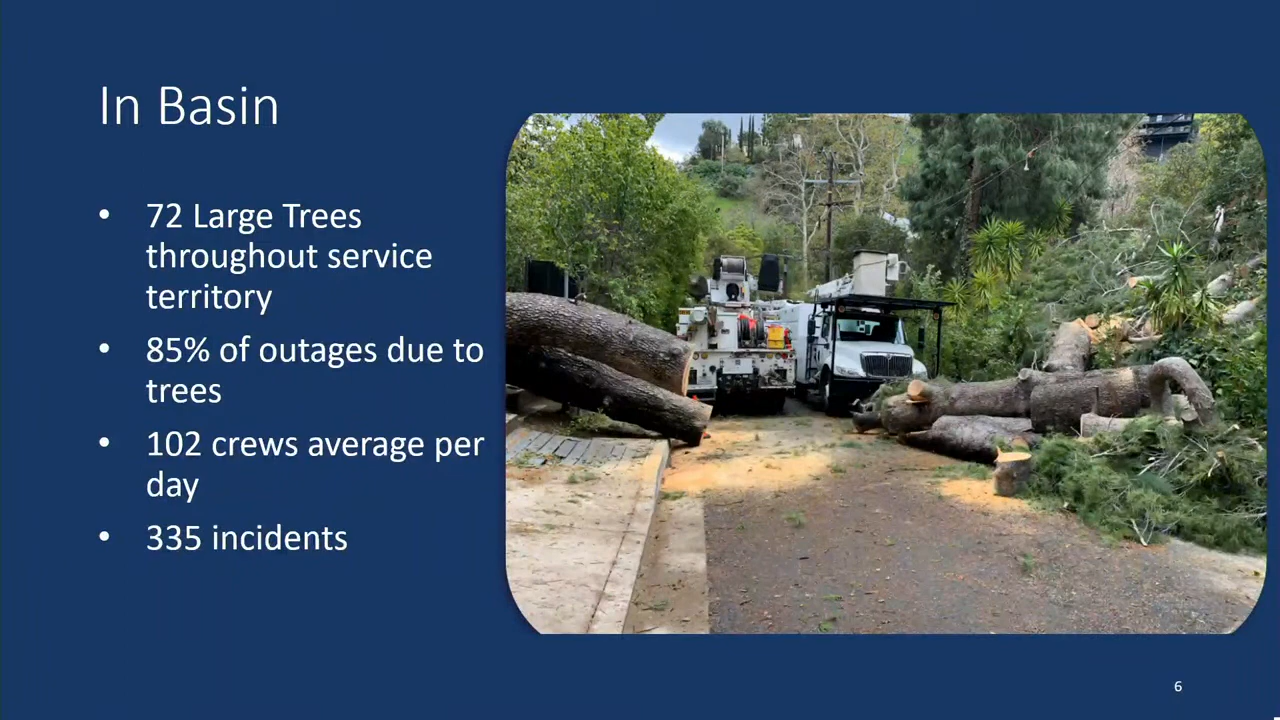 In Basin
• 72 Large Trees
throughout service
territory
• 85% of outages due to
trees
• 102 crews average per
day
• 335 incidents
6